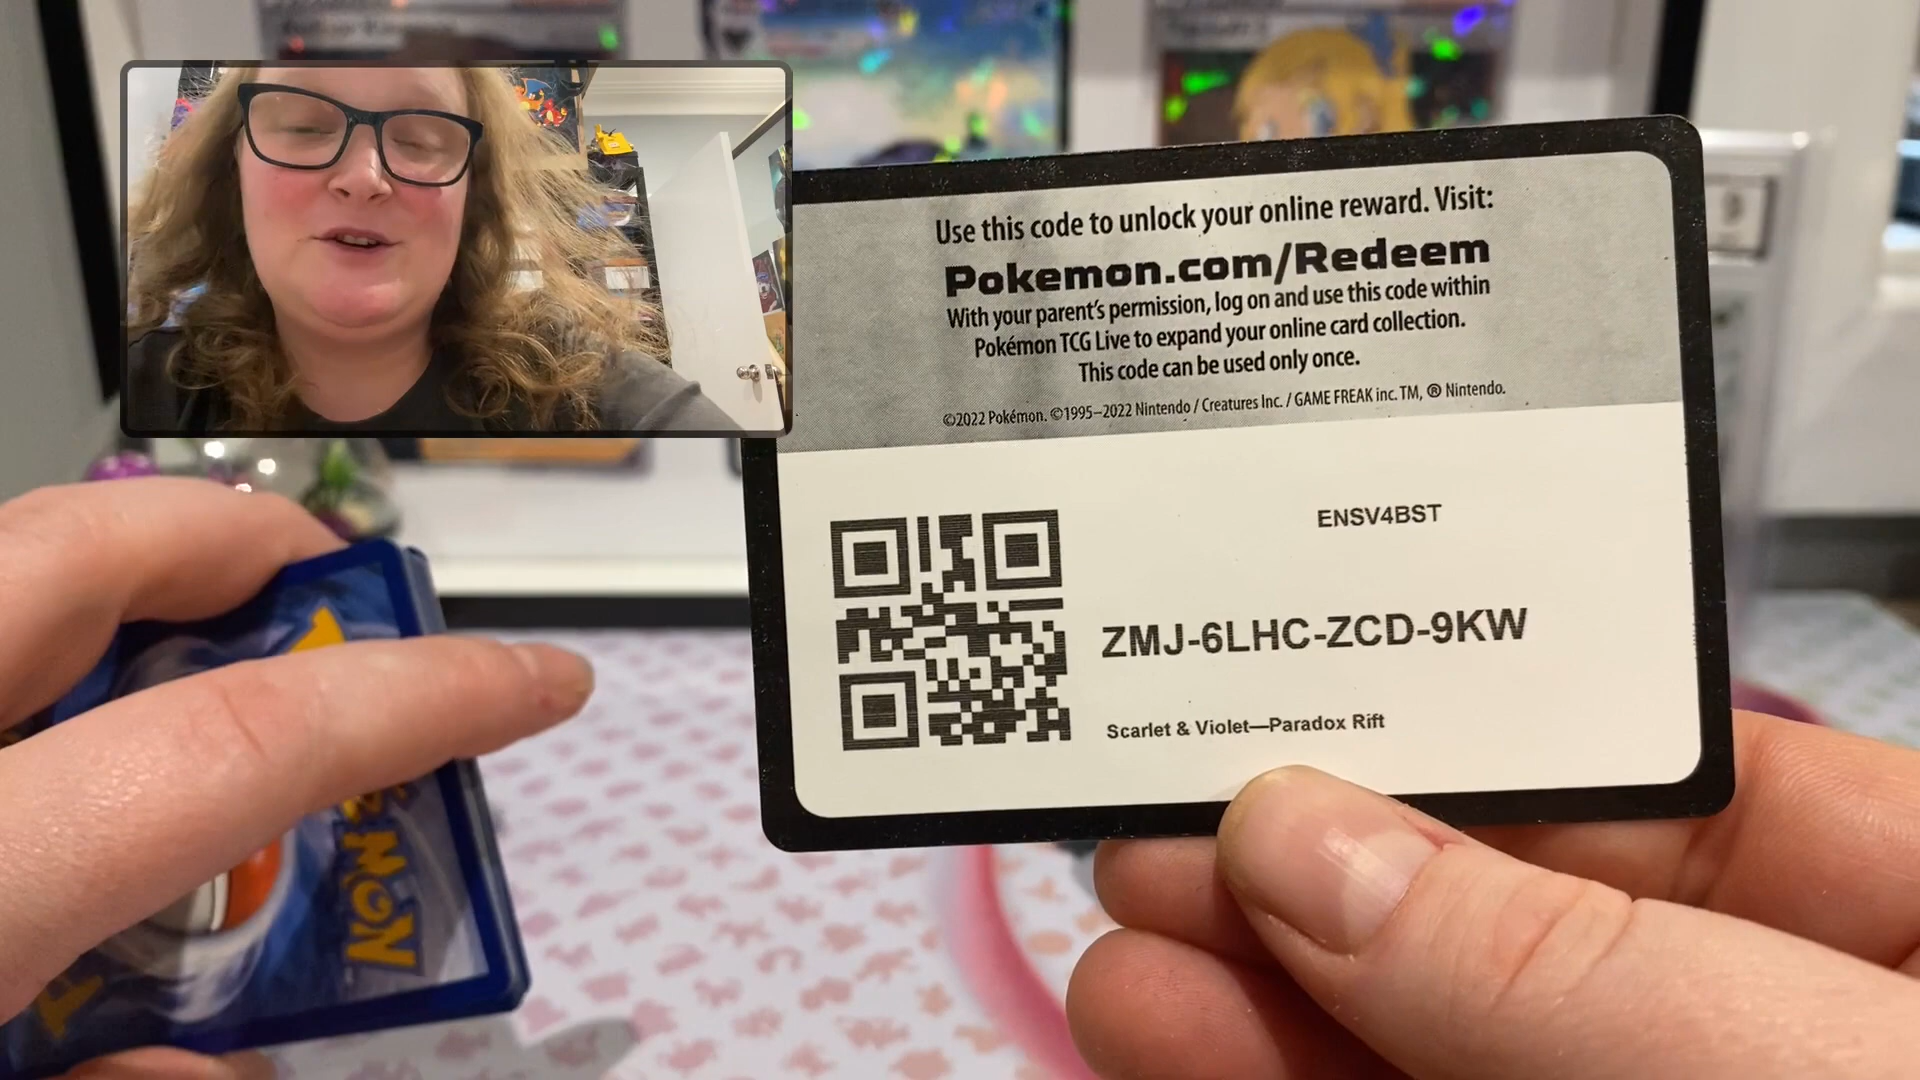 Use this code to unlock your online reward. Visit:
Pokemon.com/Redeem
With your parent's permission, log on and use this code within
Pokémon TCG Live to expand your online card collection.
This code can be used only once.
©2022 Pokémon. ©1995–2022 Nintendo / Creatures Inc. / GAME FREAK inc. TM, ® Nintendo.
ENSV4BST
ZMJ-6LHC-ZCD-9KW
Scarlet & Violet—Paradox Rift